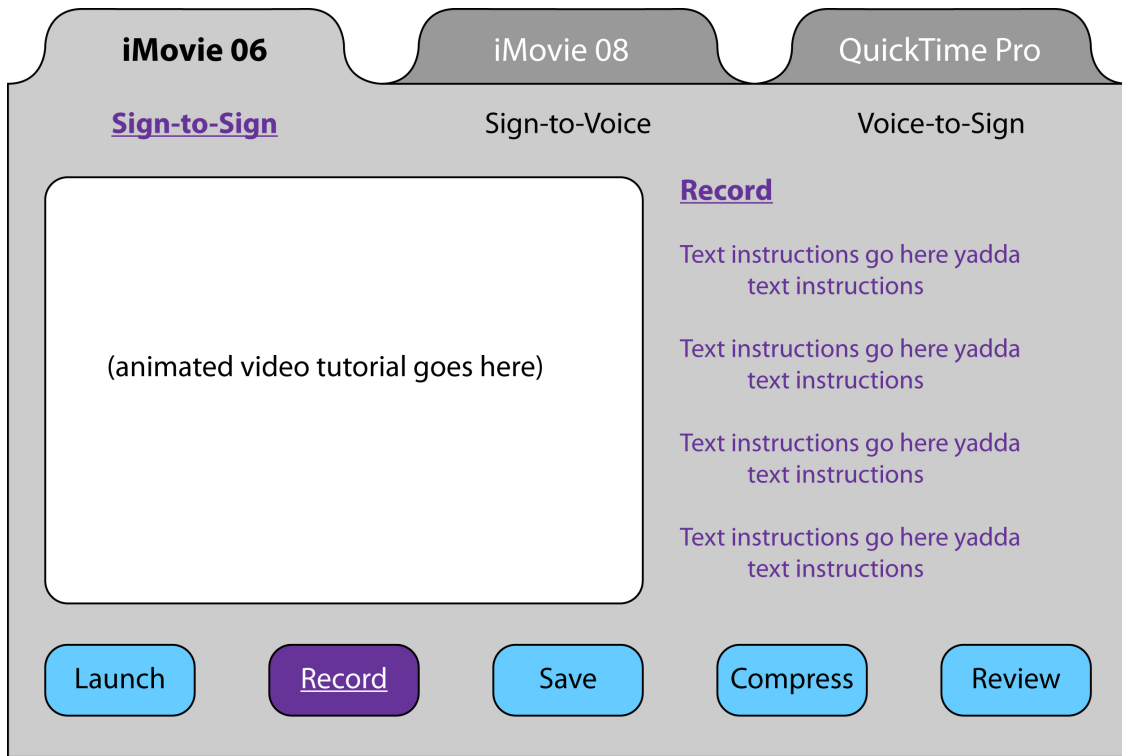 iMovie 06
iMovie 08
QuickTime Pro
Sign-to-Sign
Sign-to-Voice
Voice-to-Sign
(animated video tutorial goes here)
Record
Text instructions go here yadda
text instructions
Text instructions go here yadda
text instructions
Text instructions go here yadda
text instructions
Text instructions go here yadda
text instructions
Launch
Record
Save
Compress
Review